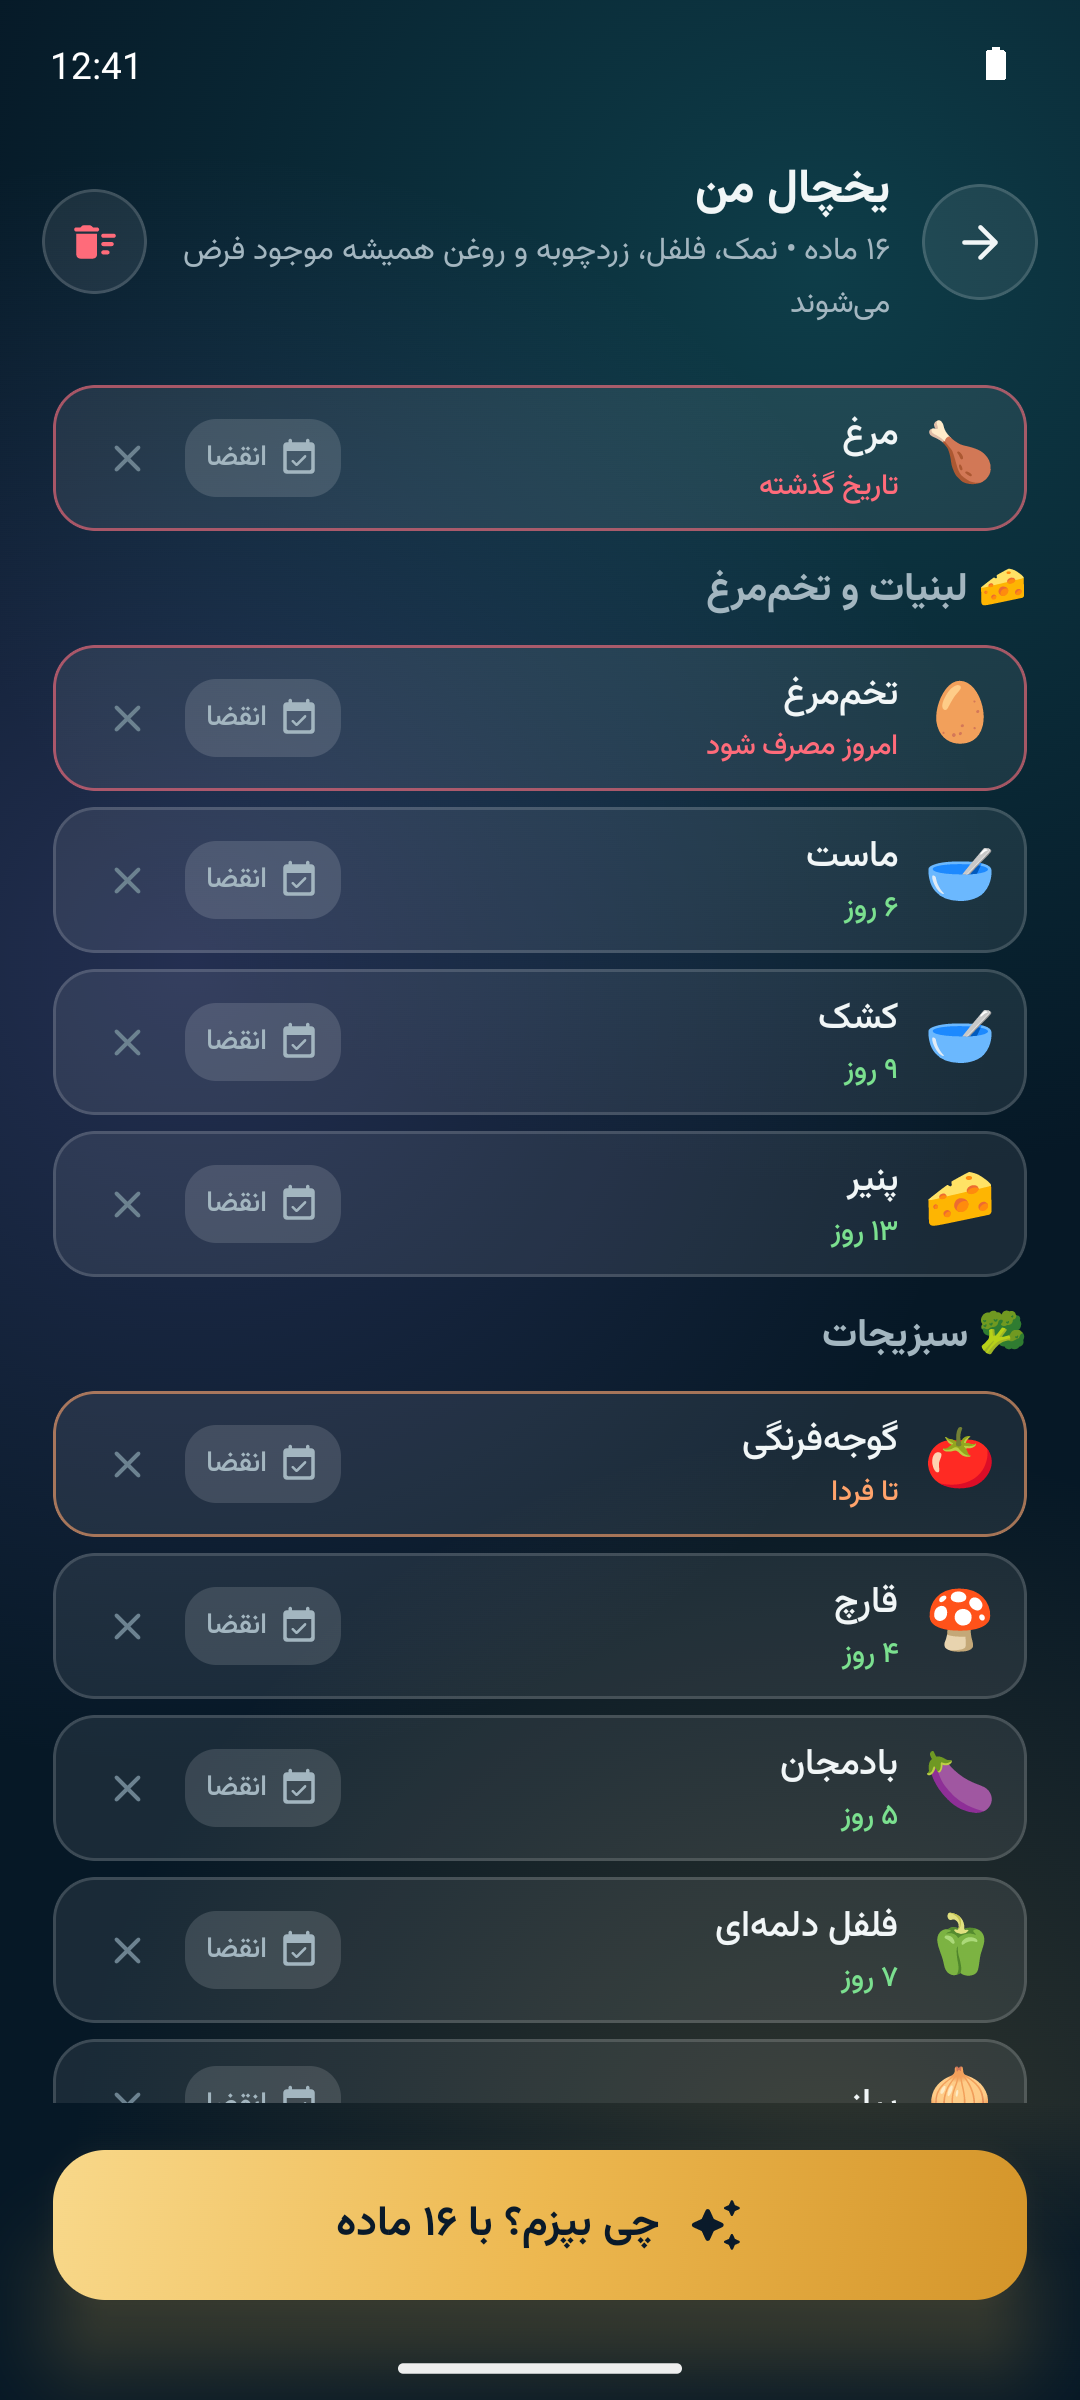 12:41
یخچال من
۱۶ ماده • نمک، فلفل، زردچوبه و روغن همیشه موجود فرض
می‌شوند
مرغ
تاریخ گذشته
انقضا
لبنیات و تخم‌مرغ
تخم‌مرغ
امروز مصرف شود
انقضا
ماست
۶ روز
انقضا
کشک
۹ روز
انقضا
پنیر
۱۳ روز
انقضا
سبزیجات
گوجه‌فرنگی
تا فردا
انقضا
قارچ
۴ روز
انقضا
بادمجان
۵ روز
انقضا
فلفل دلمه‌ای
۷ روز
انقضا
چی بپزم؟ با ۱۶ ماده